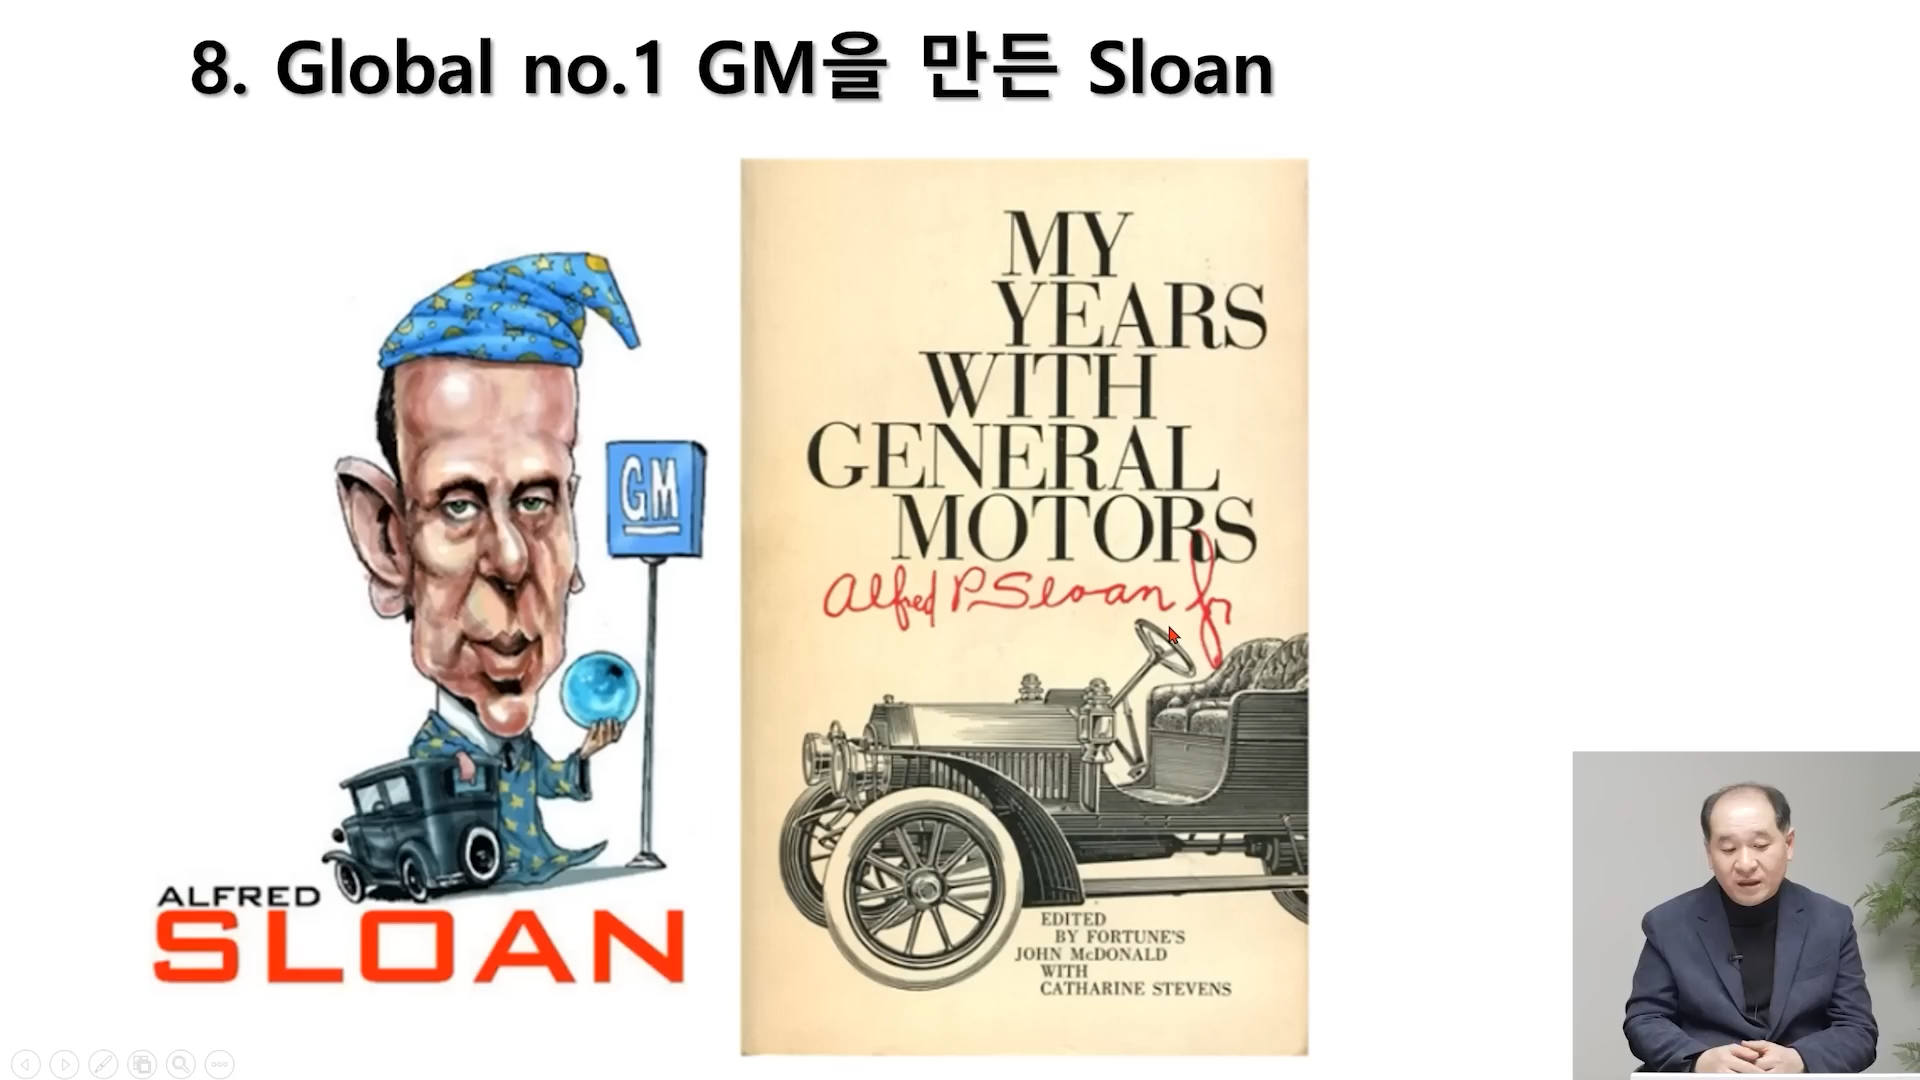 8. Global no.1 GM을 만든 Sloan
GM
ALFRED
SLOAN
MY
YEARS
WITH
GENERAL
MOTORS
Alfred P Sloan Jr
EDITED
BY FORTUNE'S
JOHN McDONALD
WITH
CATHARINE STEVENS